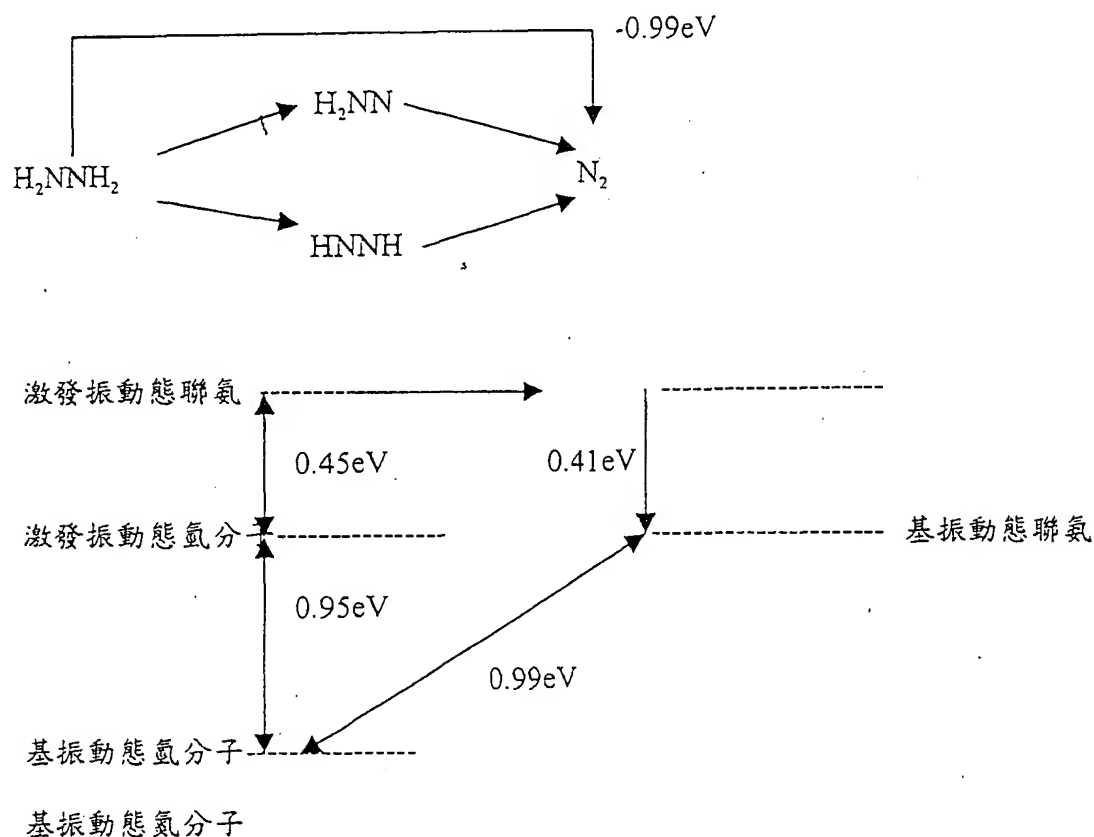 -0.99eV
H₂NN
H₂NNH₂
N₂
HNNH
激發振動態聯氨
0.45eV
0.41eV
激發振動態氫分子
基振動態聯氨
0.95eV
0.99eV
基振動態氫分子
基振動態氮分子